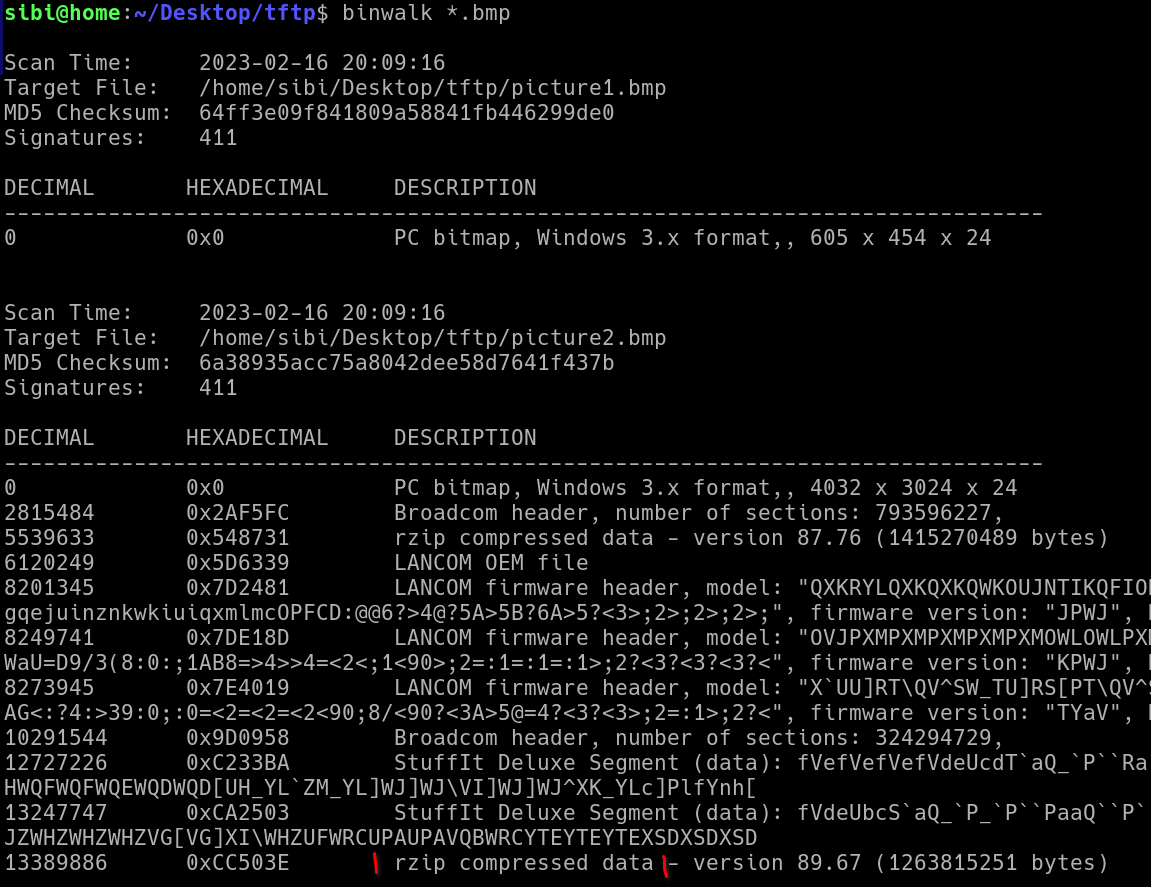 sibi@home:~/Desktop/tftp$ binwalk *.bmp
Scan Time:     2023-02-16 20:09:16
Target File:   /home/sibi/Desktop/tftp/picture1.bmp
MD5 Checksum:  64ff3e09f841809a58841fb446299de0
Signatures:    411
DECIMAL       HEXADECIMAL     DESCRIPTION
--------------------------------------------------------------------------------
0             0x0             PC bitmap, Windows 3.x format,, 605 x 454 x 24
Scan Time:     2023-02-16 20:09:16
Target File:   /home/sibi/Desktop/tftp/picture2.bmp
MD5 Checksum:  6a38935acc75a8042dee58d7641f437b
Signatures:    411
DECIMAL       HEXADECIMAL     DESCRIPTION
--------------------------------------------------------------------------------
0             0x0             PC bitmap, Windows 3.x format,, 4032 x 3024 x 24
2815484       0x2AF5FC        Broadcom header, number of sections: 793596227,
5539633       0x548731        rzip compressed data - version 87.76 (1415270489 bytes)
6120249       0x5D6339        LANCOM OEM file
8201345       0x7D2481        LANCOM firmware header, model: "QXKRYLQXKQXKQWKOUJNTIKQFIO
gqejuinznkwkiuiqxmlmcOPFCD:@@6?>4@?5A>5B?6A>5?<3>;2>;2>;2>;", firmware version: "JPWJ",
8249741       0x7DE18D        LANCOM firmware header, model: "OVJPXMPXMPXMPXMPXMOWLOWLPX
WaU=D9/3(8:0:;1AB8=>4>>4=<2<;1<90>;2=:1=:1=:1>;2?<3?<3?<3?<", firmware version: "KPWJ",
8273945       0x7E4019        LANCOM firmware header, model: "X`UU]RT\QV^SW_TU]RS[PT\QV^
AG<:?4:>39:0;:0=<2=<2=<2<90;8/<90?<3A>5@=4?<3?<3>;2=:1>;2?<", firmware version: "TYaV",
10291544      0x9D0958        Broadcom header, number of sections: 324294729,
12727226      0xC233BA        StuffIt Deluxe Segment (data): fVefVefVefVdeUcdT`aQ_`P``Ra
HWQFWQFWQEWQDWQD[UH_YL`ZM_YL]WJ]WJ\VI]WJ]WJ^XK_YLc]PlfYnh[
13247747      0xCA2503        StuffIt Deluxe Segment (data): fVdeUbcS`aQ_`P_`P``PaaQ``P`
JZWHZWHZWHZVG[VG]XI\WHZUFWRCUPAUPAVQBWRCYTEYTEYTEXSDXSDXSD
13389886      0xCC503E        rzip compressed data - version 89.67 (1263815251 bytes)